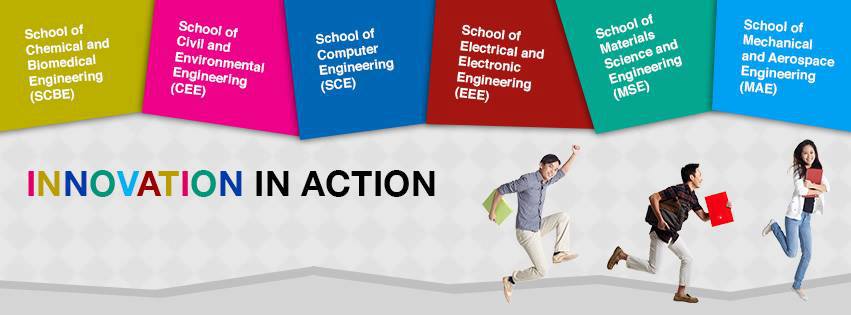 School of
Chemical and
Biomedical
Engineering
(SCBE)
School of
Civil and
Environmental
Engineering
(CEE)
School of
Computer
Engineering
(SCE)
School of
Electrical and
Electronic
Engineering
(EEE)
School of
Materials
Science and
Engineering
(MSE)
School of
Mechanical
and Aerospace
Engineering
(MAE)
INNOVATION IN ACTION